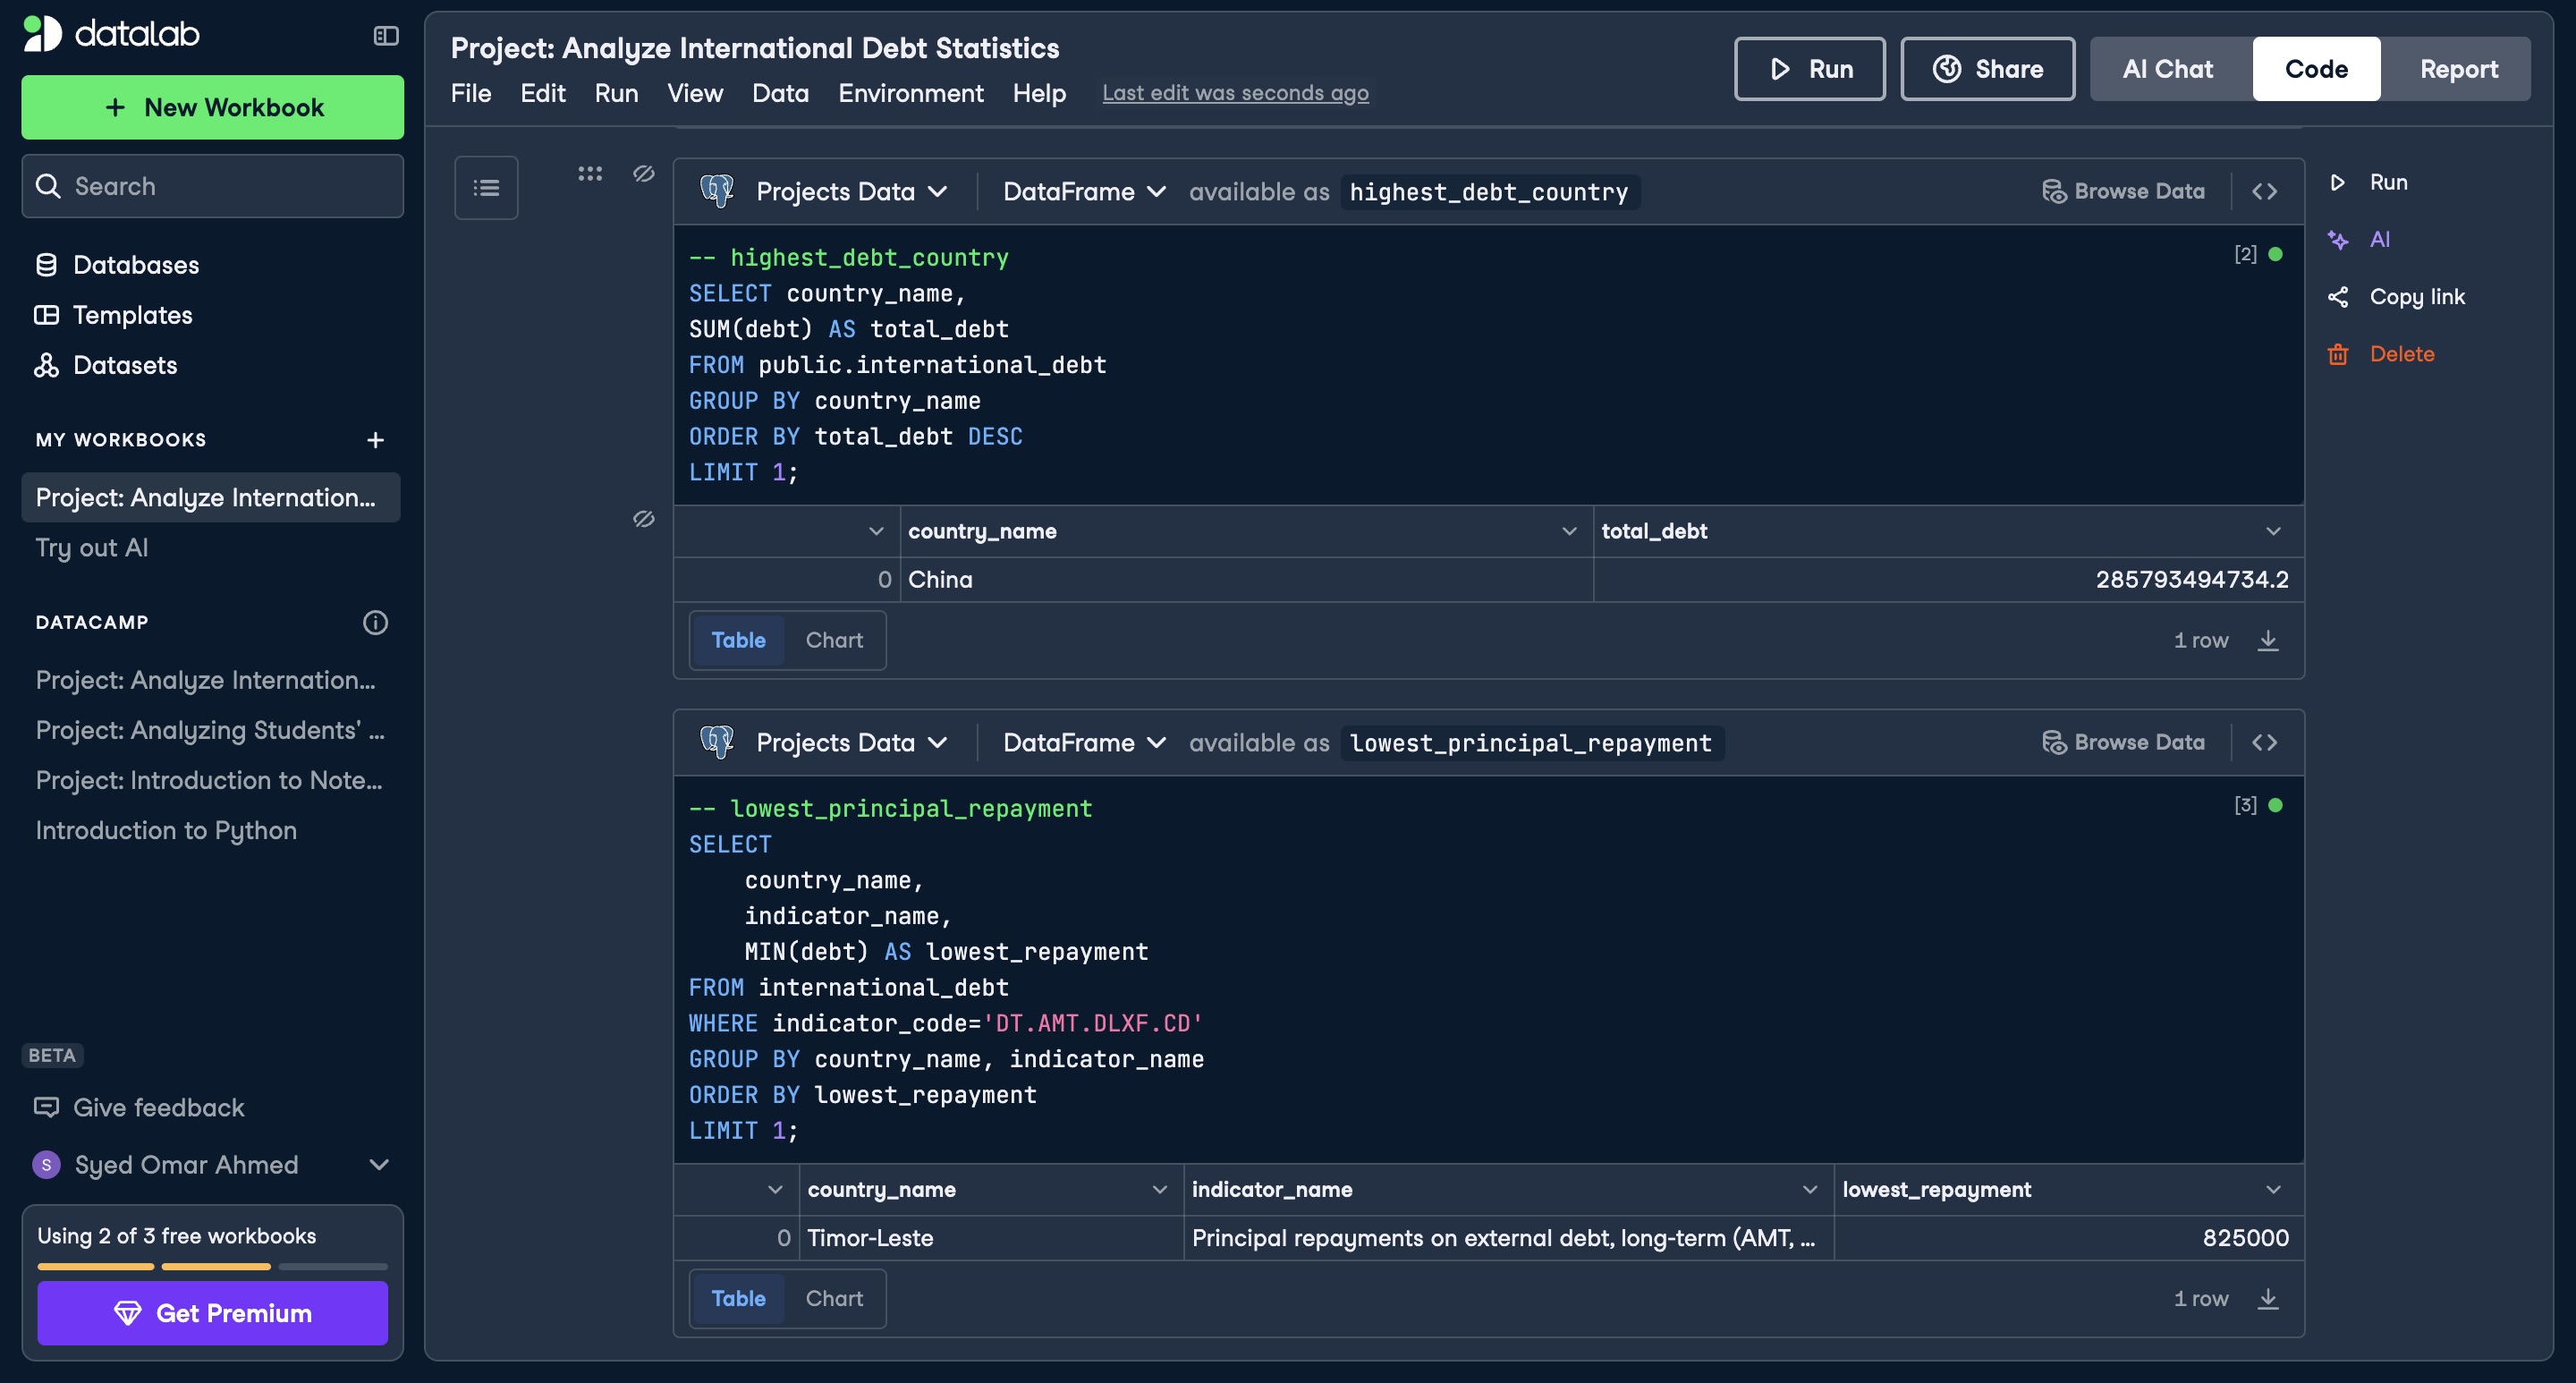 datalab
+ New Workbook
Search
Databases
Templates
Datasets
MY WORKBOOKS +
Project: Analyze Internation...
Try out AI
DATACAMP
Project: Analyze Internation...
Project: Analyzing Students' ...
Project: Introduction to Note...
Introduction to Python
BETA
Give feedback
S Syed Omar Ahmed
Using 2 of 3 free workbooks
Get Premium
Project: Analyze International Debt Statistics
File Edit Run View Data Environment Help Last edit was seconds ago
Run Share AI Chat Code Report
Projects Data DataFrame available as highest_debt_country Browse Data <>
-- highest_debt_country [2]
SELECT country_name,
SUM(debt) AS total_debt
FROM public.international_debt
GROUP BY country_name
ORDER BY total_debt DESC
LIMIT 1;
country_name total_debt
0 China 285793494734.2
Table Chart 1 row
Run
AI
Copy link
Delete
Projects Data DataFrame available as lowest_principal_repayment Browse Data <>
-- lowest_principal_repayment [3]
SELECT
country_name,
indicator_name,
MIN(debt) AS lowest_repayment
FROM international_debt
WHERE indicator_code='DT.AMT.DLXF.CD'
GROUP BY country_name, indicator_name
ORDER BY lowest_repayment
LIMIT 1;
country_name indicator_name lowest_repayment
0 Timor-Leste Principal repayments on external debt, long-term (AMT, ... 825000
Table Chart 1 row